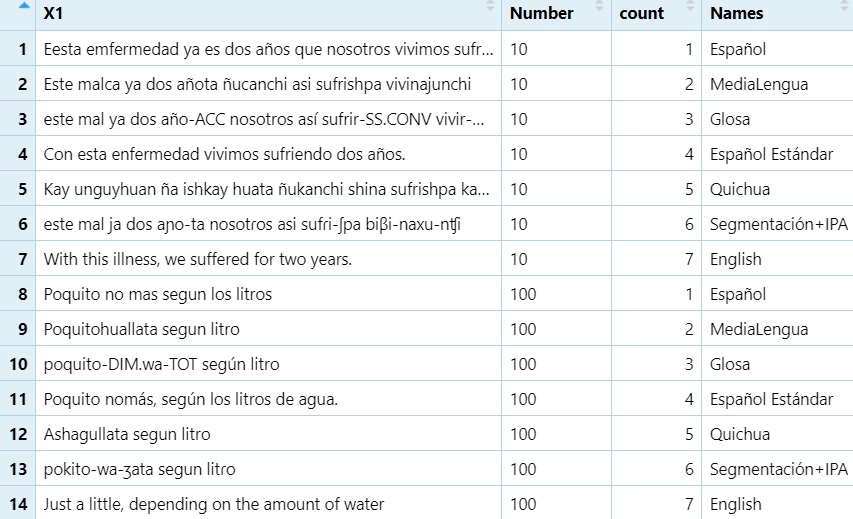 X1 Number count Names
1 Eesta emfermedad ya es dos años que nosotros vivimos sufr... 10 1 Español
2 Este malca ya dos añota ñucanchi asi sufrishpa vivinajunchi 10 2 MediaLengua
3 este mal ya dos año-ACC nosotros así sufrir-SS.CONV vivir-... 10 3 Glosa
4 Con esta enfermedad vivimos sufriendo dos años. 10 4 Español Estándar
5 Kay unguyhuan ña ishkay huata ñukanchi shina sufrishpa ka... 10 5 Quichua
6 este mal ja dos aɲo-ta nosotros asi sufri-ʃpa biβi-naxu-nʧi 10 6 Segmentación+IPA
7 With this illness, we suffered for two years. 10 7 English
8 Poquito no mas segun los litros 100 1 Español
9 Poquitohuallata segun litro 100 2 MediaLengua
10 poquito-DIM.wa-TOT según litro 100 3 Glosa
11 Poquito nomás, según los litros de agua. 100 4 Español Estándar
12 Ashagullata segun litro 100 5 Quichua
13 pokito-wa-ʒata segun litro 100 6 Segmentación+IPA
14 Just a little, depending on the amount of water 100 7 English